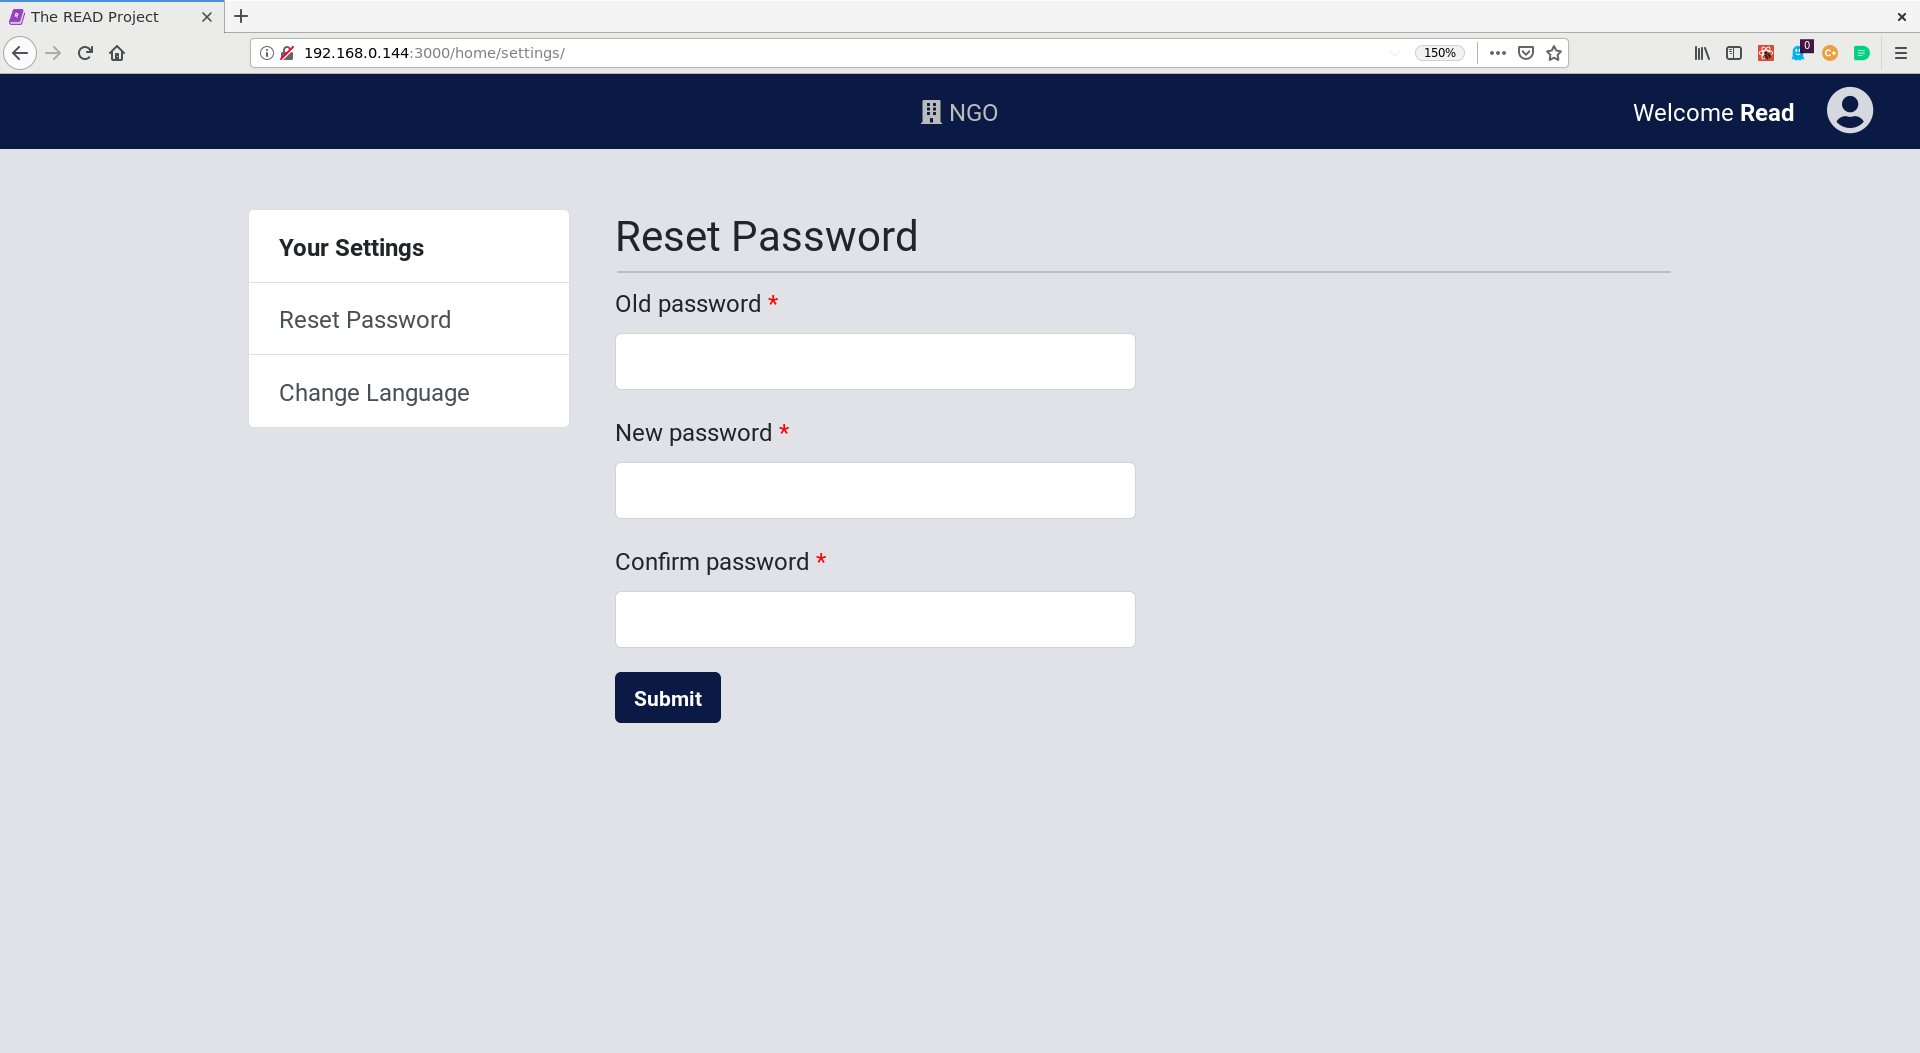 The READ Project
192.168.0.144:3000/home/settings/
150%
0
NGO
Welcome Read
Your Settings
Reset Password
Change Language
Reset Password
Old password *
New password *
Confirm password *
Submit